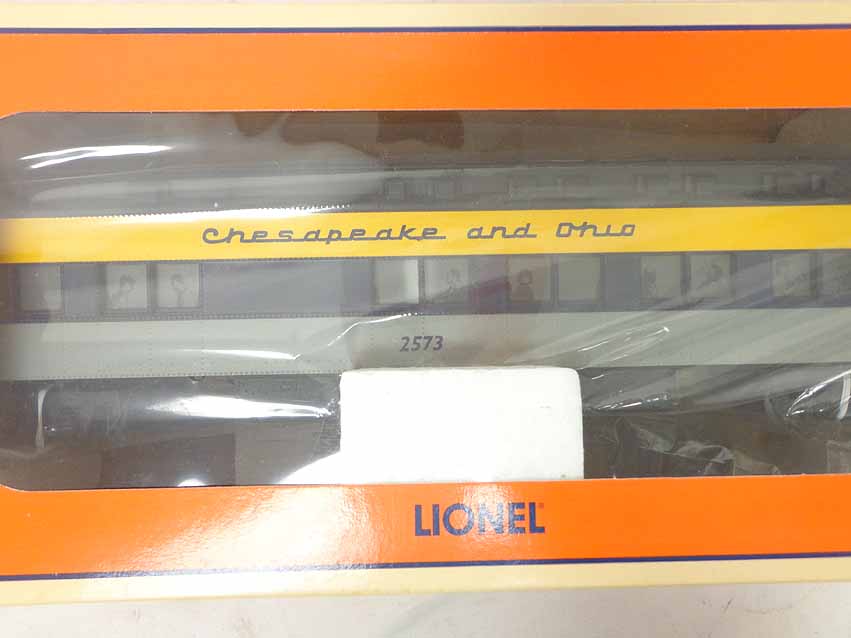 Chesapeake and Ohio
2573
LIONEL